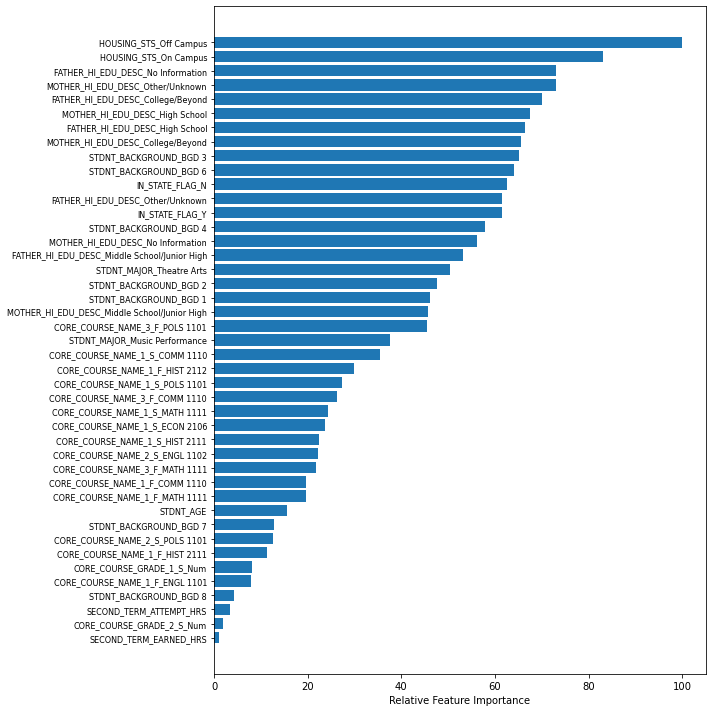 HOUSING_STS_Off Campus
HOUSING_STS_On Campus
FATHER_HI_EDU_DESC_No Information
MOTHER_HI_EDU_DESC_Other/Unknown
FATHER_HI_EDU_DESC_College/Beyond
MOTHER_HI_EDU_DESC_High School
FATHER_HI_EDU_DESC_High School
MOTHER_HI_EDU_DESC_College/Beyond
STDNT_BACKGROUND_BGD 3
STDNT_BACKGROUND_BGD 6
IN_STATE_FLAG_N
FATHER_HI_EDU_DESC_Other/Unknown
IN_STATE_FLAG_Y
STDNT_BACKGROUND_BGD 4
MOTHER_HI_EDU_DESC_No Information
FATHER_HI_EDU_DESC_Middle School/Junior High
STDNT_MAJOR_Theatre Arts
STDNT_BACKGROUND_BGD 2
STDNT_BACKGROUND_BGD 1
MOTHER_HI_EDU_DESC_Middle School/Junior High
CORE_COURSE_NAME_3_F_POLS 1101
STDNT_MAJOR_Music Performance
CORE_COURSE_NAME_1_S_COMM 1110
CORE_COURSE_NAME_1_F_HIST 2112
CORE_COURSE_NAME_1_S_POLS 1101
CORE_COURSE_NAME_3_F_COMM 1110
CORE_COURSE_NAME_1_S_MATH 1111
CORE_COURSE_NAME_1_S_ECON 2106
CORE_COURSE_NAME_1_S_HIST 2111
CORE_COURSE_NAME_2_S_ENGL 1102
CORE_COURSE_NAME_3_F_MATH 1111
CORE_COURSE_NAME_1_F_COMM 1110
CORE_COURSE_NAME_1_F_MATH 1111
STDNT_AGE
STDNT_BACKGROUND_BGD 7
CORE_COURSE_NAME_2_S_POLS 1101
CORE_COURSE_NAME_1_F_HIST 2111
CORE_COURSE_GRADE_1_S_Num
CORE_COURSE_NAME_1_F_ENGL 1101
STDNT_BACKGROUND_BGD 8
SECOND_TERM_ATTEMPT_HRS
CORE_COURSE_GRADE_2_S_Num
SECOND_TERM_EARNED_HRS
0 20 40 60 80 100
Relative Feature Importance